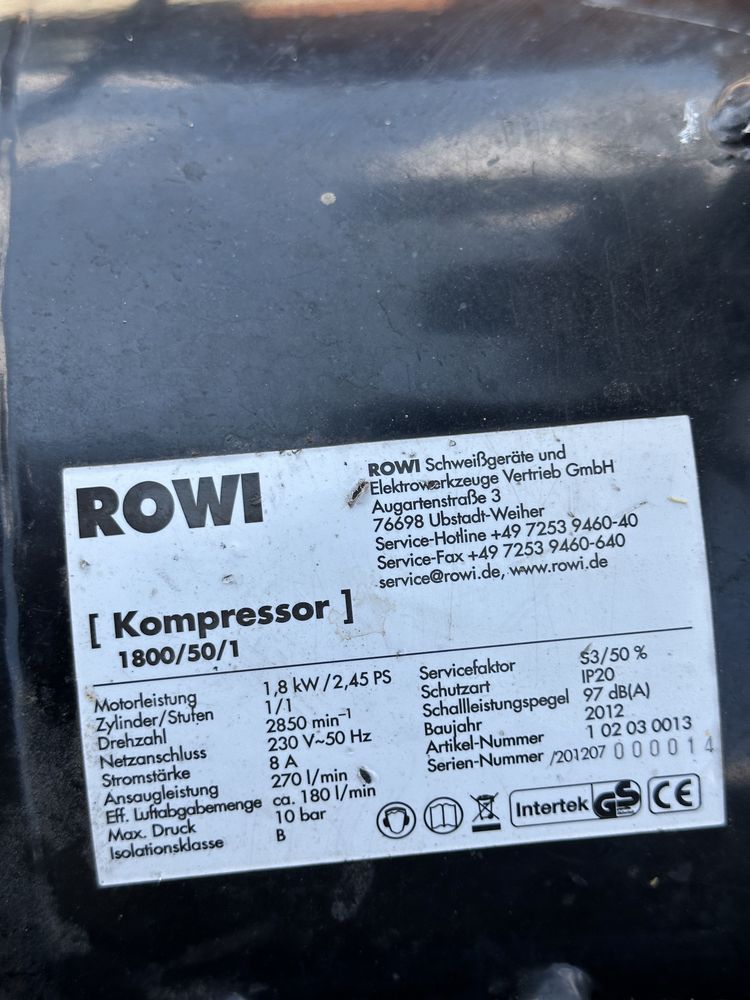 ROWI
ROWI Schweißgeräte und
Elektrowerkzeuge Vertrieb GmbH
Augartenstraße 3
76698 Ubstadt-Weiher
Service-Hotline +49 7253 9460-40
Service-Fax +49 7253 9460-640
service@rowi.de, www.rowi.de
[ Kompressor ]
1800/50/1
Motorleistung 1,8 kW/2,45 PS
Zylinder/Stufen 1/1
Drehzahl 2850 min⁻¹
Netzanschluss 230 V~50 Hz
Stromstärke 8 A
Ansaugleistung 270 l/min
Eff. Luftabgabemenge ca. 180 l/min
Max. Druck 10 bar
Isolationsklasse B
Servicefaktor S3/50 %
Schutzart IP20
Schallleistungspegel 97 dB(A)
Baujahr 2012
Artikel-Nummer 1 02 03 0013
Serien-Nummer /201207 000014
Intertek GS CE